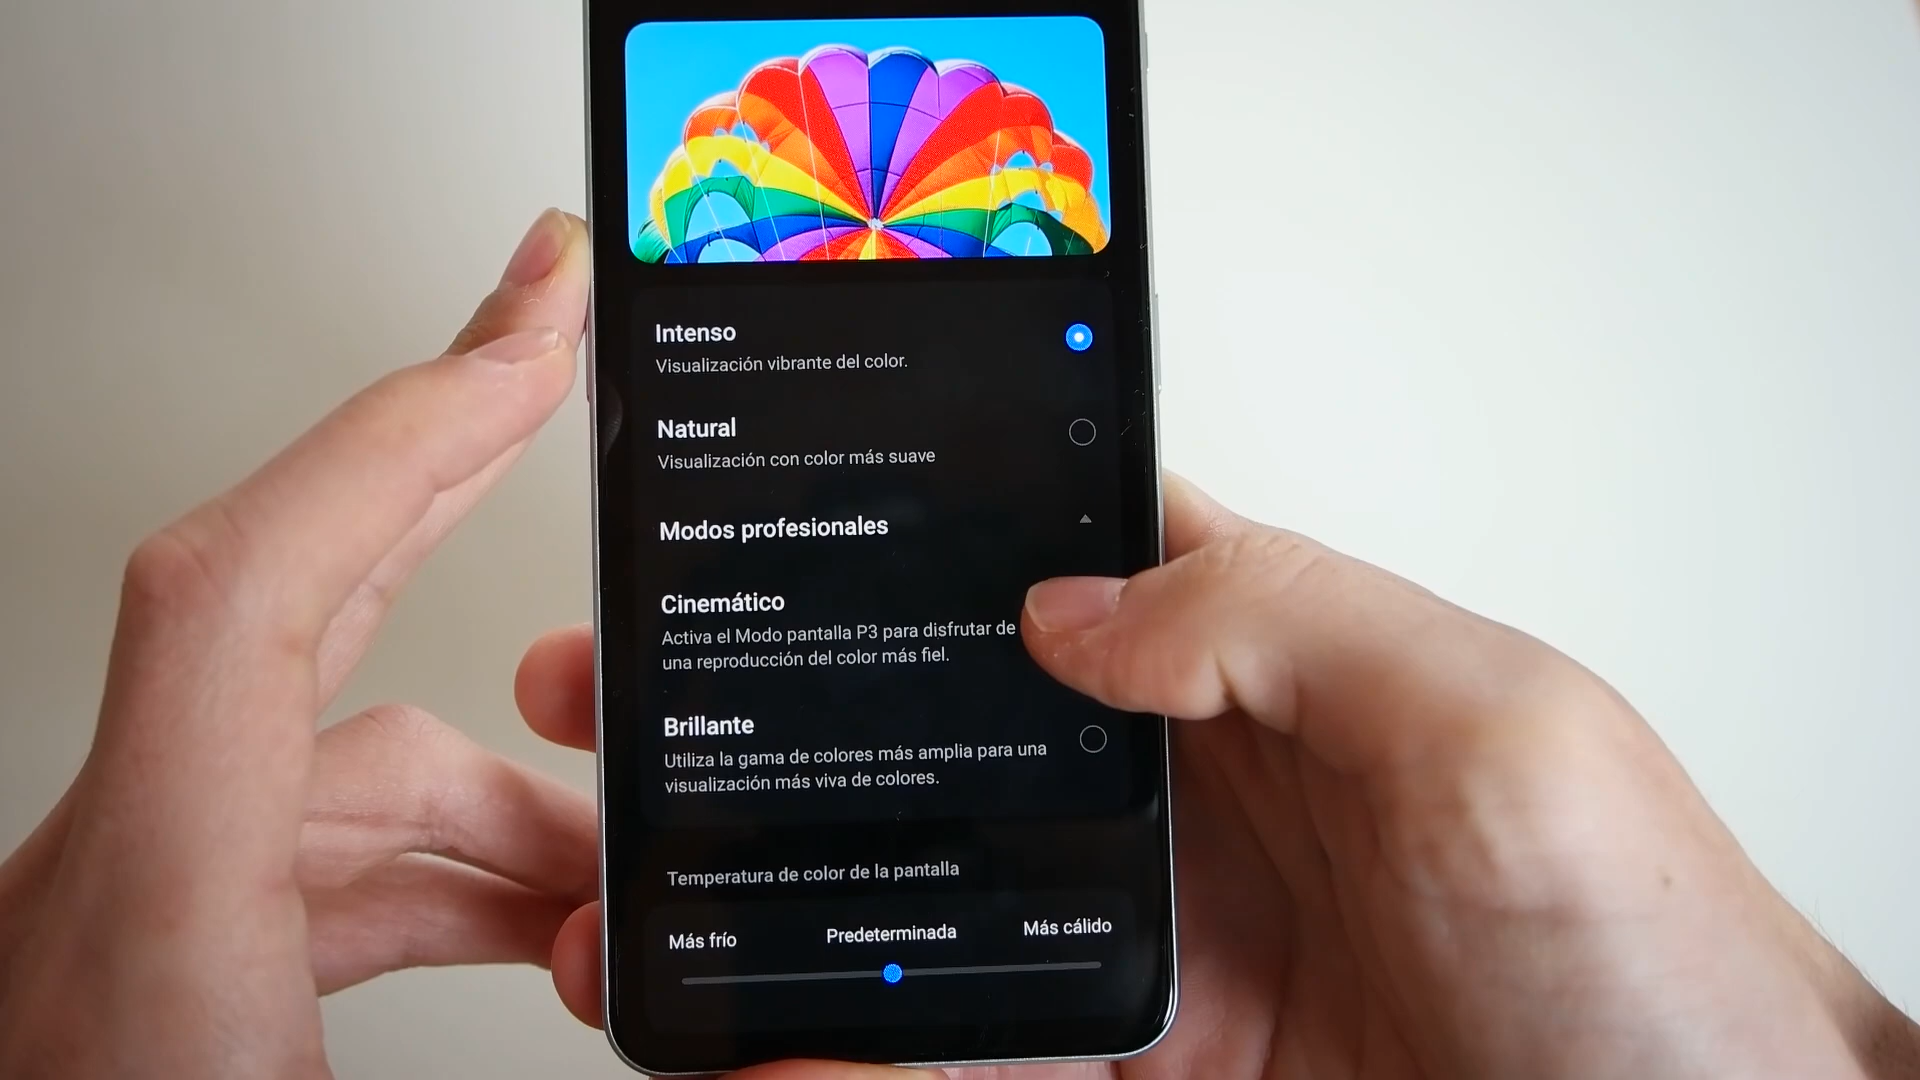 Intenso
Visualización vibrante del color.
Natural
Visualización con color más suave
Modos profesionales
Cinemático
Activa el Modo pantalla P3 para disfrutar de
una reproducción del color más fiel.
Brillante
Utiliza la gama de colores más amplia para una
visualización más viva de colores.
Temperatura de color de la pantalla
Más frío Predeterminada Más cálido